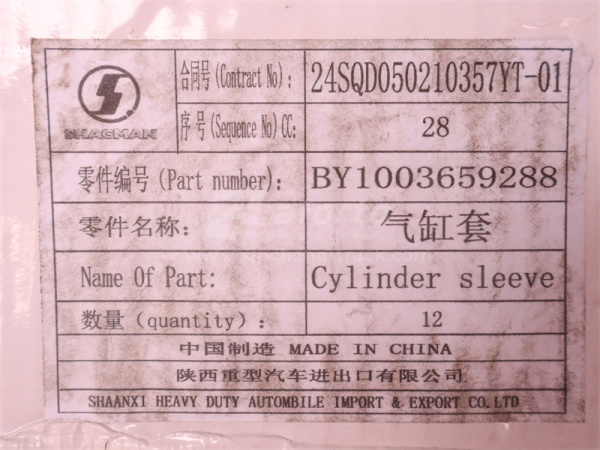 SHACMAN
合同号(Contract No): 24SQD050210357YT-01
序号(Sequence No)CC: 28
零件编号(Part number): BY1003659288
零件名称: 气缸套
Name Of Part: Cylinder sleeve
数量(quantity): 12
中国制造 MADE IN CHINA
陕西重型汽车进出口有限公司
SHAANXI HEAVY DUTY AUTOMBILE IMPORT & EXPORT CO.LTD